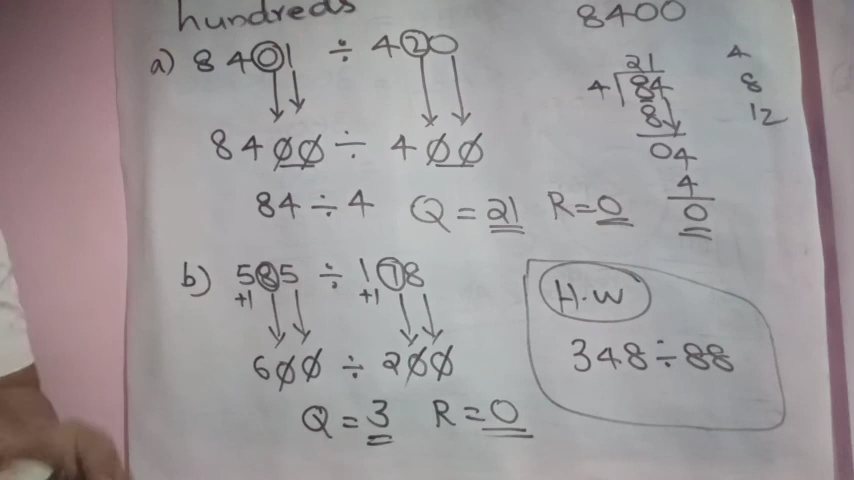 hundreds
a) 8401 ÷ 420
8400 ÷ 400
84 ÷ 4 Q = 21 R = 0
8400
21
4 84
8
04
4
0
4
8
12
b) 585 ÷ 178
+1 +1
600 ÷ 200
Q = 3 R = 0
H.W
348 ÷ 88